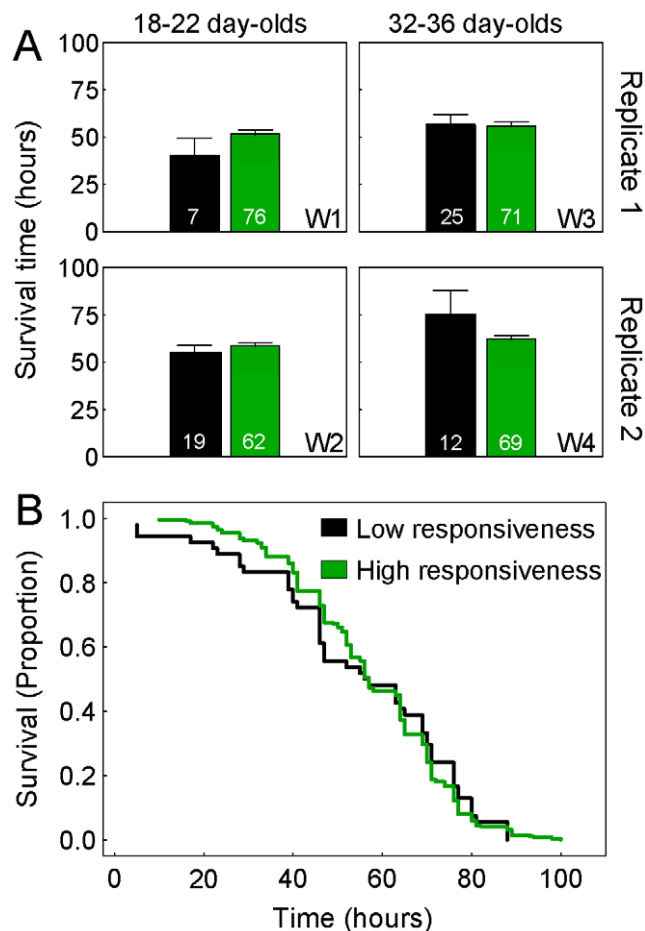 A
18-22 day-olds
32-36 day-olds
Survival time (hours)
100
75
50
25
0
7
76
W1
25
71
W3
Replicate 1
100
75
50
25
0
19
62
W2
12
69
W4
Replicate 2
B
Survival (Proportion)
1.0
0.8
0.6
0.4
0.2
0.0
Low responsiveness
High responsiveness
0 20 40 60 80 100
Time (hours)